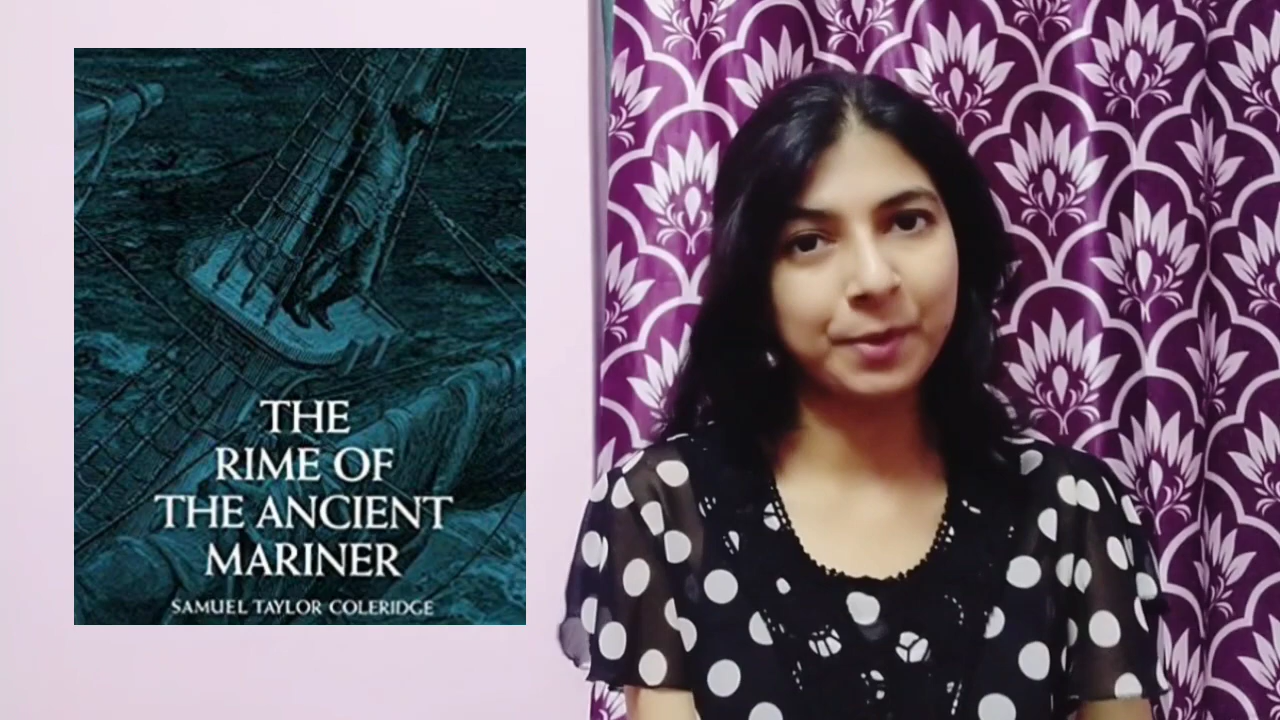 THE
RIME OF
THE ANCIENT
MARINER
SAMUEL TAYLOR COLERIDGE